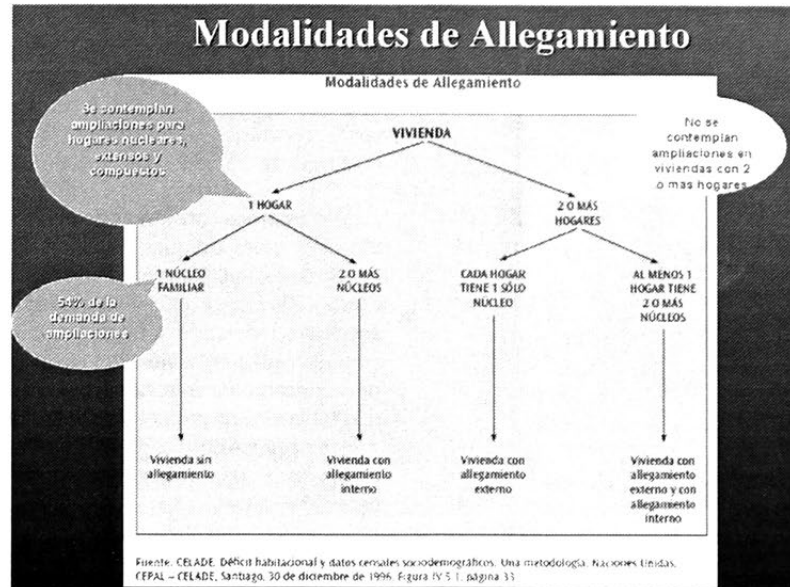 Modalidades de Allegamiento
Modalidades de Allegamiento
Se contemplan
ampliaciones para
hogares nucleares,
extensos y
compuestos
No se
contemplan
ampliaciones en
viviendas con 2
o mas hogares
VIVIENDA
1 HOGAR
2 O MÁS
HOGARES
1 NÚCLEO
FAMILIAR
2 O MÁS
NÚCLEOS
CADA HOGAR
TIENE 1 SÓLO
NÚCLEO
AL MENOS 1
HOGAR TIENE
2 O MÁS
NÚCLEOS
54% de la
demanda de
ampliaciones
Vivienda sin
allegamiento
Vivienda con
allegamiento
interno
Vivienda con
allegamiento
externo
Vivienda con
allegamiento
externo y con
allegamiento
interno
Fuente. CELADE. Déficit habitacional y datos censales sociodemográficos. Una metodología. Naciones Unidas.
CEPAL – CELADE, Santiago, 30 de diciembre de 1996. Figura IV.5.1. página 33